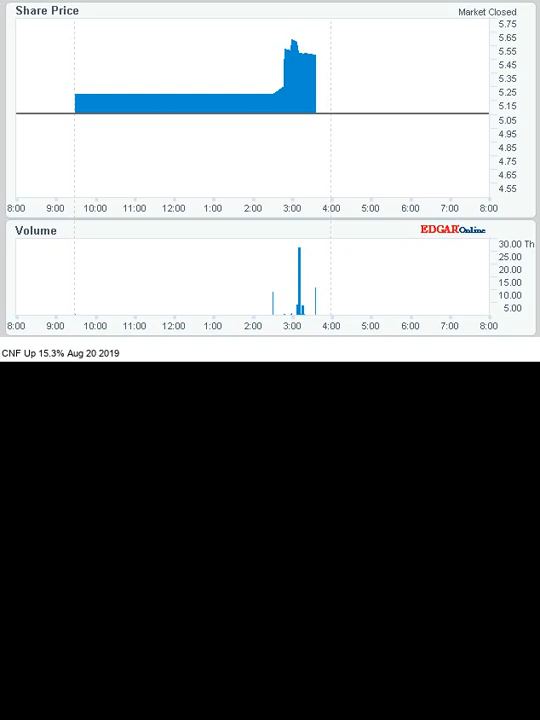 Share Price
Market Closed
5.75
5.65
5.55
5.45
5.35
5.25
5.15
5.05
4.95
4.85
4.75
4.65
4.55
8:00 9:00 10:00 11:00 12:00 1:00 2:00 3:00 4:00 5:00 6:00 7:00 8:00
Volume
EDGAR Online
30.00 Th
25.00
20.00
15.00
10.00
5.00
8:00 9:00 10:00 11:00 12:00 1:00 2:00 3:00 4:00 5:00 6:00 7:00 8:00
CNF Up 15.3% Aug 20 2019